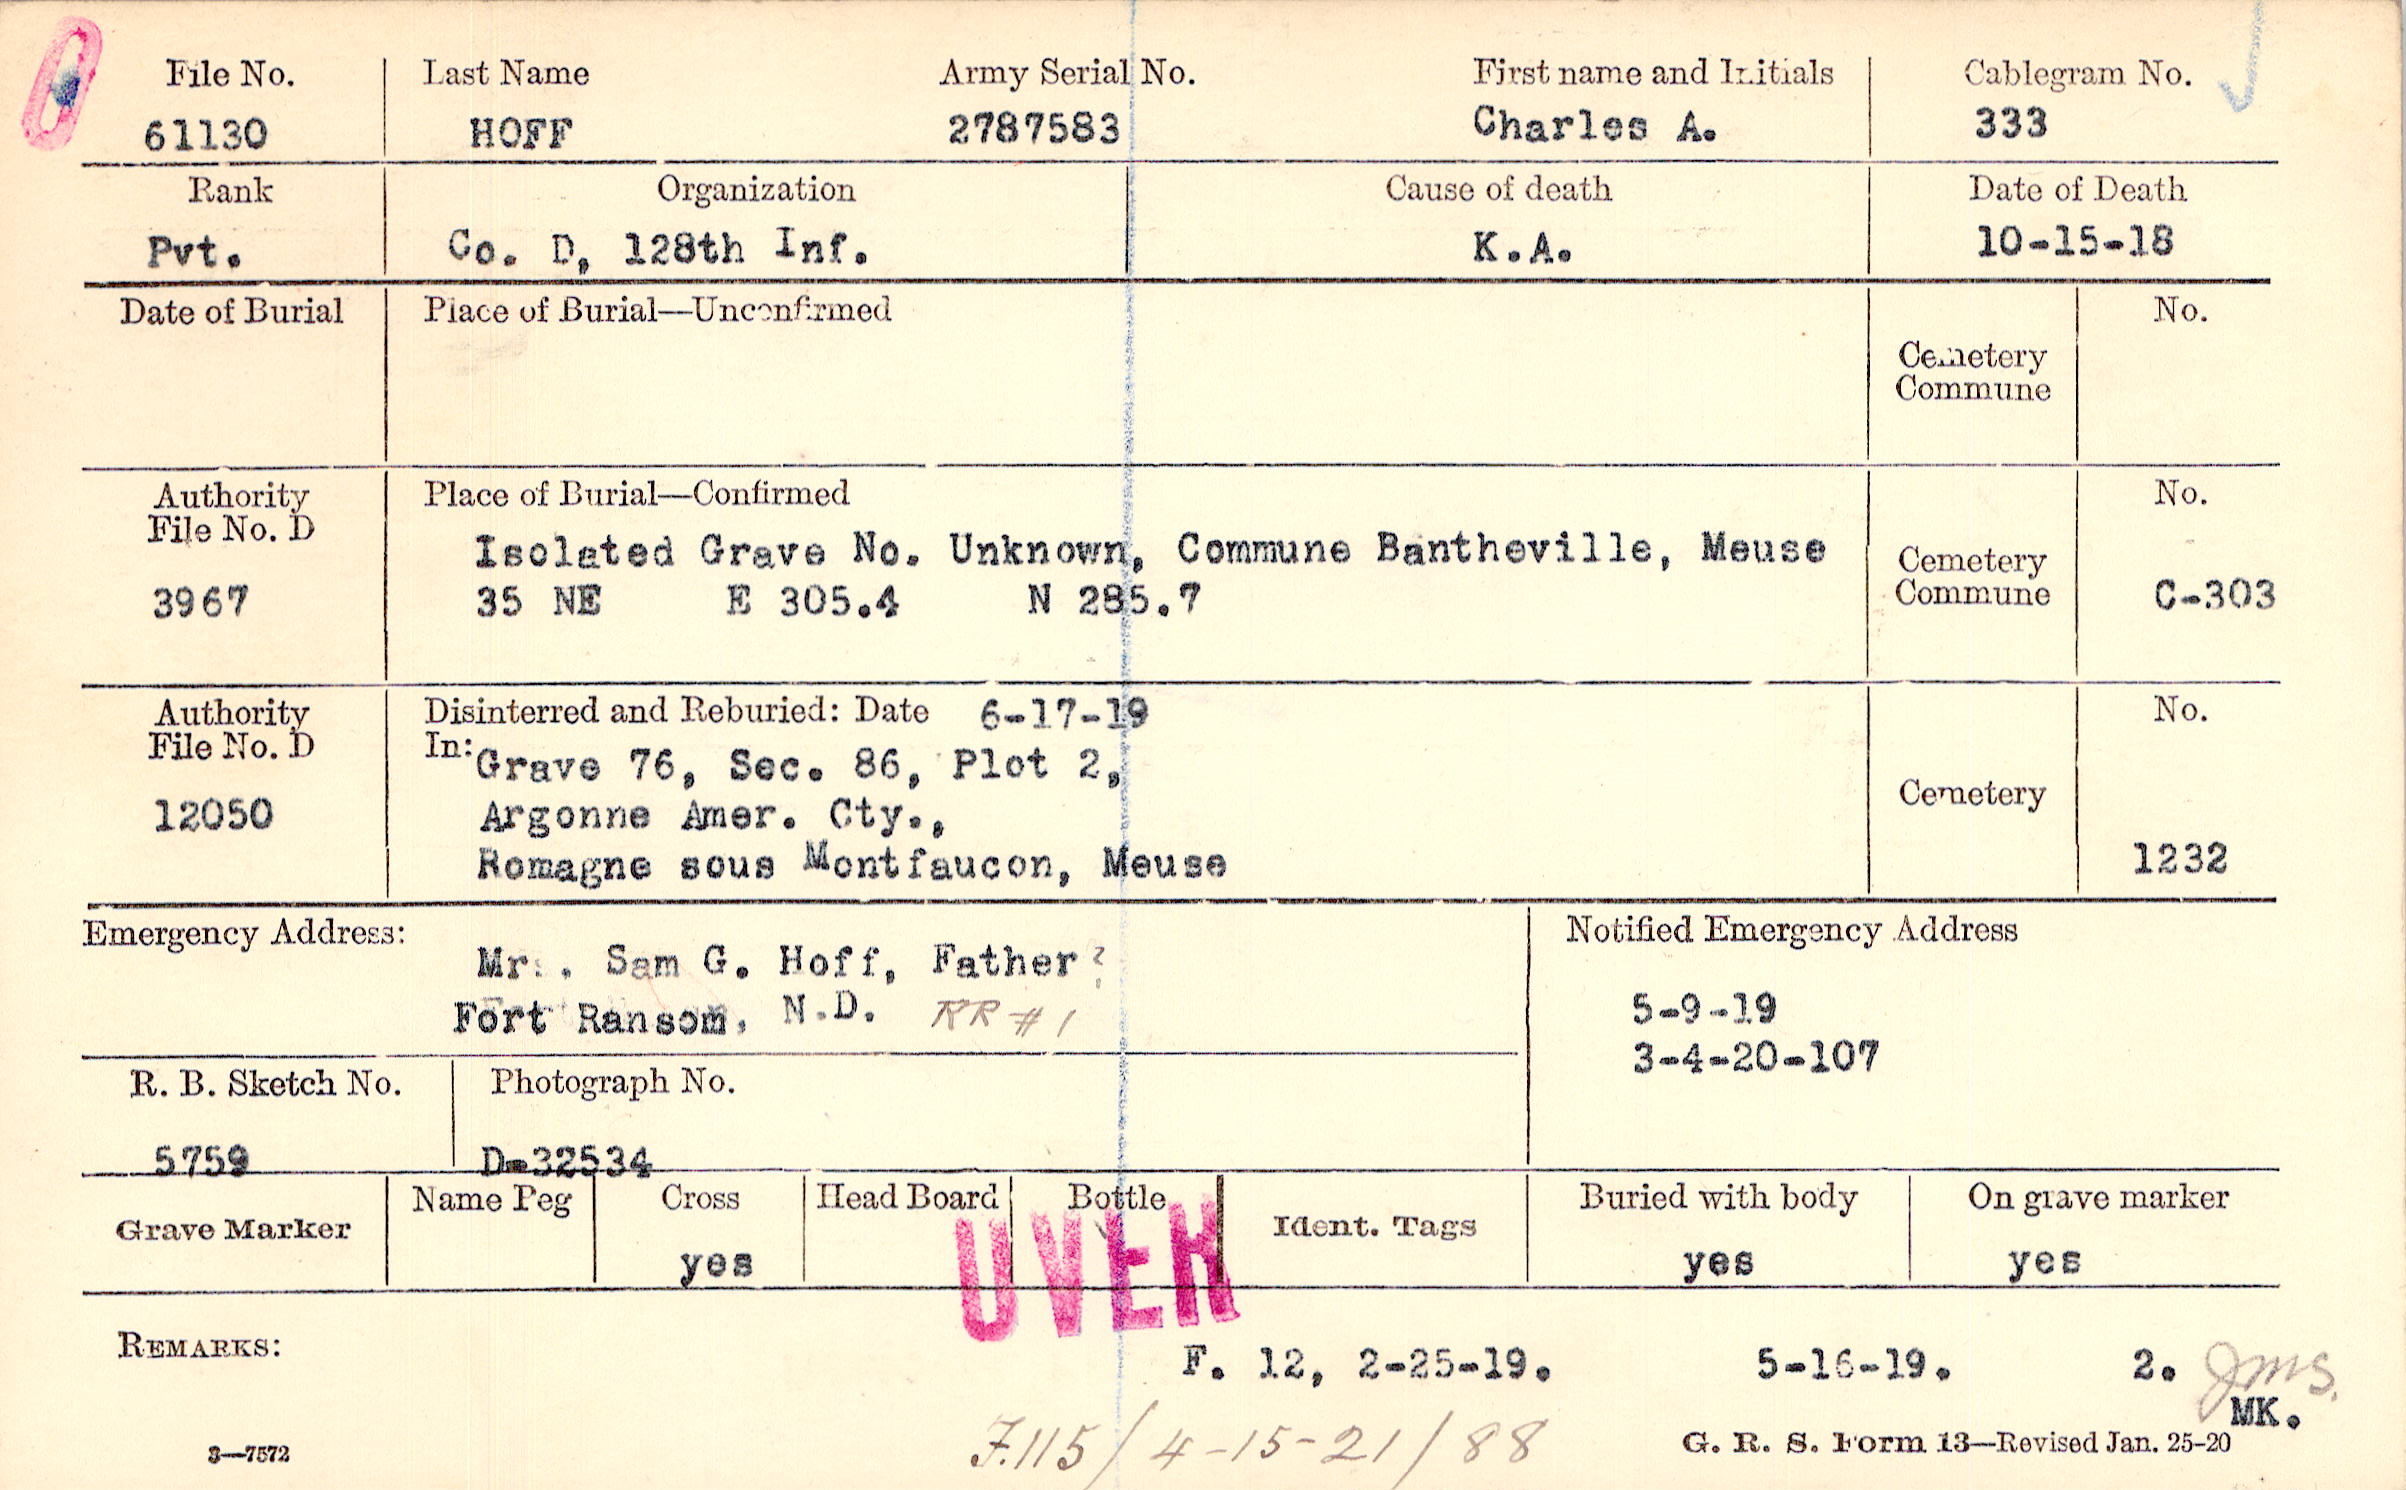 File No. Last Name Army Serial No. First name and Initials Cablegram No.
61130 HOFF 2787583 Charles A. 333
Rank Organization Cause of death Date of Death
Pvt. Co. D, 128th Inf. K.A. 10-15-18
Date of Burial Place of Burial—Unconfirmed No.
Cemetery
Commune
Authority Place of Burial—Confirmed No.
File No. D
Isolated Grave No. Unknown, Commune Bantheville, Meuse Cemetery
3967 35 NE E 305.4 N 285.7 Commune C-303
Authority Disinterred and Reburied: Date 6-17-19 No.
File No. D In:
Grave 76, Sec. 86, Plot 2,
12050 Argonne Amer. Cty., Cemetery
Romagne sous Montfaucon, Meuse 1232
Emergency Address: Notified Emergency Address
Mr. Sam G. Hoff, Father ?
Fort Ransom, N.D. RR #1 5-9-19
3-4-20-107
R. B. Sketch No. Photograph No.
5759 D-32534
Grave Marker Name Peg Cross Head Board Bottle Ident. Tags Buried with body On grave marker
yes yes yes
OVER
REMARKS: F. 12, 2-25-19. 5-16-19. 2. JMS.
MK.
F.115/4-15-21/88
3—7572 G. R. S. Form 13—Revised Jan. 25-20